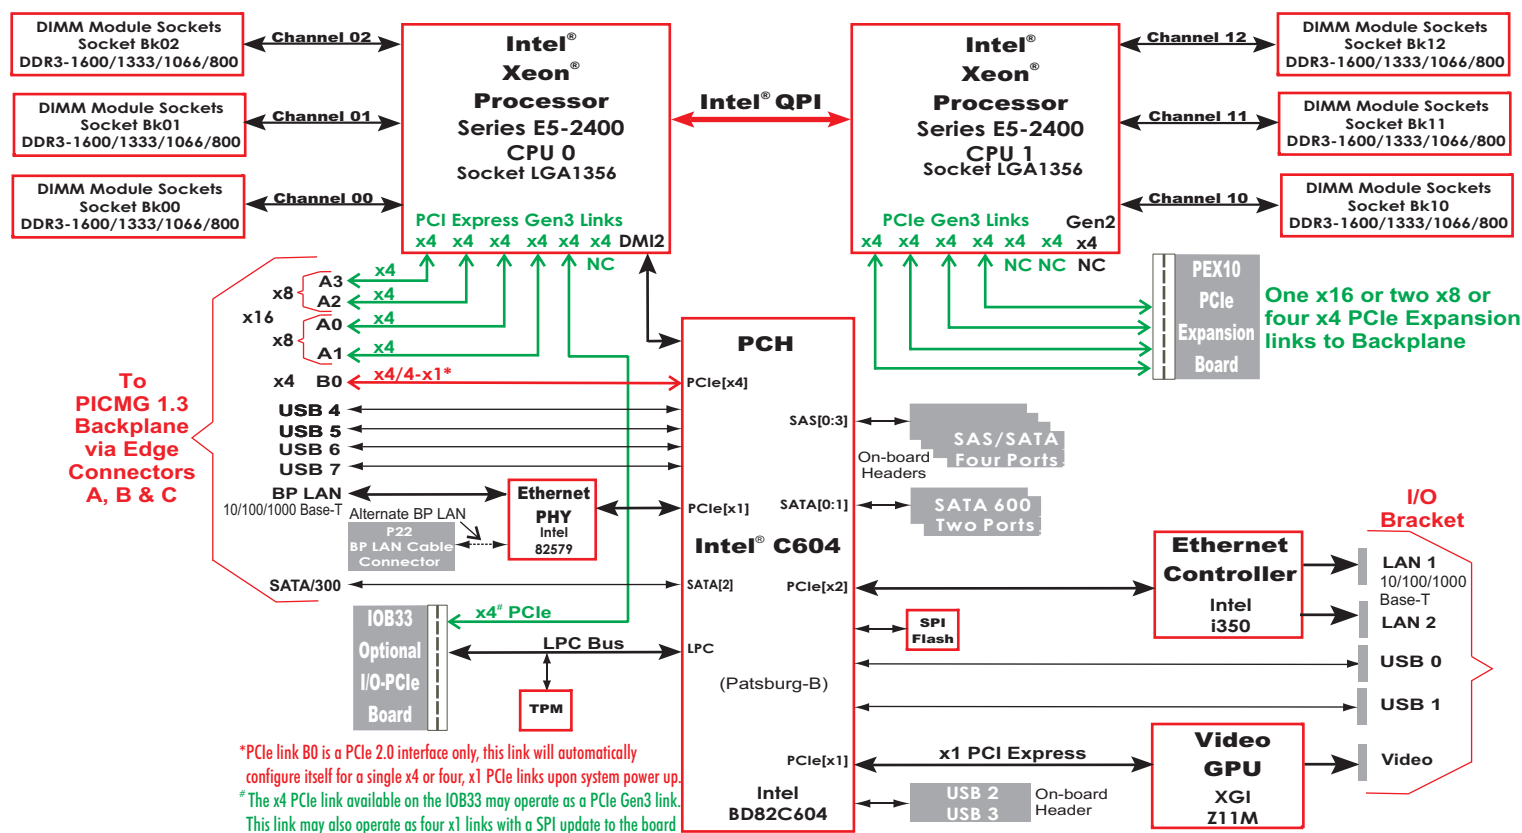 DIMM Module Sockets
Socket Bk02
DDR3-1600/1333/1066/800
Channel 02
DIMM Module Sockets
Socket Bk01
DDR3-1600/1333/1066/800
Channel 01
DIMM Module Sockets
Socket Bk00
DDR3-1600/1333/1066/800
Channel 00
Intel®
Xeon®
Processor
Series E5-2400
CPU 0
Socket LGA1356
PCI Express Gen3 Links
x4 x4 x4 x4 x4 x4 DMI2
NC
Intel® QPI
Intel®
Xeon®
Processor
Series E5-2400
CPU 1
Socket LGA1356
PCIe Gen3 Links
Gen2
x4 x4 x4 x4 x4 x4 x4
NC NC NC
Channel 12
DIMM Module Sockets
Socket Bk12
DDR3-1600/1333/1066/800
Channel 11
DIMM Module Sockets
Socket Bk11
DDR3-1600/1333/1066/800
Channel 10
DIMM Module Sockets
Socket Bk10
DDR3-1600/1333/1066/800
PEX10
PCIe
Expansion
Board
One x16 or two x8 or
four x4 PCIe Expansion
links to Backplane
To
PICMG 1.3
Backplane
via Edge
Connectors
A, B & C
x16
x8
A3 x4
A2 x4
x8
A0 x4
A1 x4
x4 B0 x4/4-x1*
USB 4
USB 5
USB 6
USB 7
BP LAN
10/100/1000 Base-T
Alternate BP LAN
P22
BP LAN Cable
Connector
Ethernet
PHY
Intel
82579
SATA/300
IOB33
Optional
I/O-PCIe
Board
x4# PCIe
LPC Bus
TPM
PCH
PCIe[x4]
SAS[0:3]
PCIe[x1]
SATA[0:1]
Intel® C604
SATA[2]
PCIe[x2]
LPC
(Patsburg-B)
PCIe[x1]
Intel
BD82C604
On-board
Headers
SAS/SATA
Four Ports
SATA 600
Two Ports
SPI
Flash
Ethernet
Controller
Intel
i350
x1 PCI Express
Video
GPU
XGI
Z11M
USB 2
USB 3
On-board
Header
I/O
Bracket
LAN 1
10/100/1000
Base-T
LAN 2
USB 0
USB 1
Video
*PCIe link B0 is a PCIe 2.0 interface only, this link will automatically
configure itself for a single x4 or four, x1 PCIe links upon system power up.
# The x4 PCIe link available on the IOB33 may operate as a PCIe Gen3 link.
This link may also operate as four x1 links with a SPI update to the board